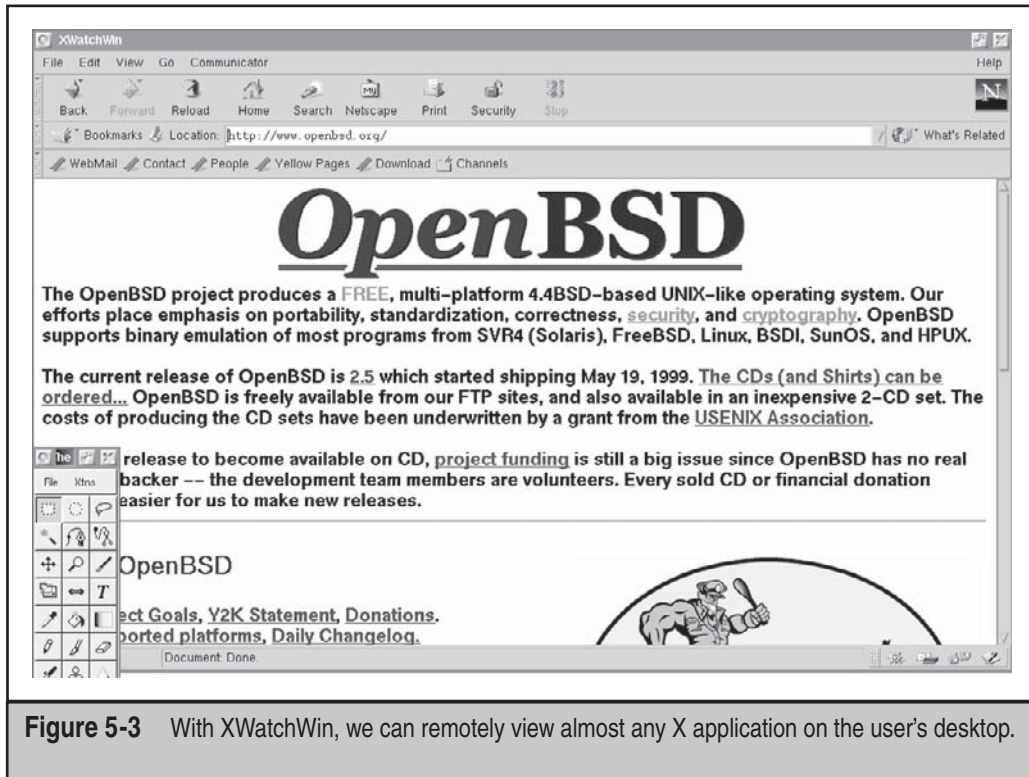 XWatchWin
File Edit View Go Communicator Help
Back Forward Reload Home Search Netscape Print Security Stop
My
N
Bookmarks Location: http://www.openbsd.org/ What's Related
WebMail Contact People Yellow Pages Download Channels
OpenBSD
The OpenBSD project produces a FREE, multi-platform 4.4BSD-based UNIX-like operating system. Our
efforts place emphasis on portability, standardization, correctness, security, and cryptography. OpenBSD
supports binary emulation of most programs from SVR4 (Solaris), FreeBSD, Linux, BSDI, SunOS, and HPUX.
The current release of OpenBSD is 2.5 which started shipping May 19, 1999. The CDs (and Shirts) can be
ordered... OpenBSD is freely available from our FTP sites, and also available in an inexpensive 2-CD set. The
costs of producing the CD sets have been underwritten by a grant from the USENIX Association.
he release to become available on CD, project funding is still a big issue since OpenBSD has no real
File Xtns backer -- the development team members are volunteers. Every sold CD or financial donation
easier for us to make new releases.
OpenBSD
T
ect Goals, Y2K Statement, Donations.
ported platforms, Daily Changelog.
Document: Done.
Figure 5-3 With XWatchWin, we can remotely view almost any X application on the user's desktop.